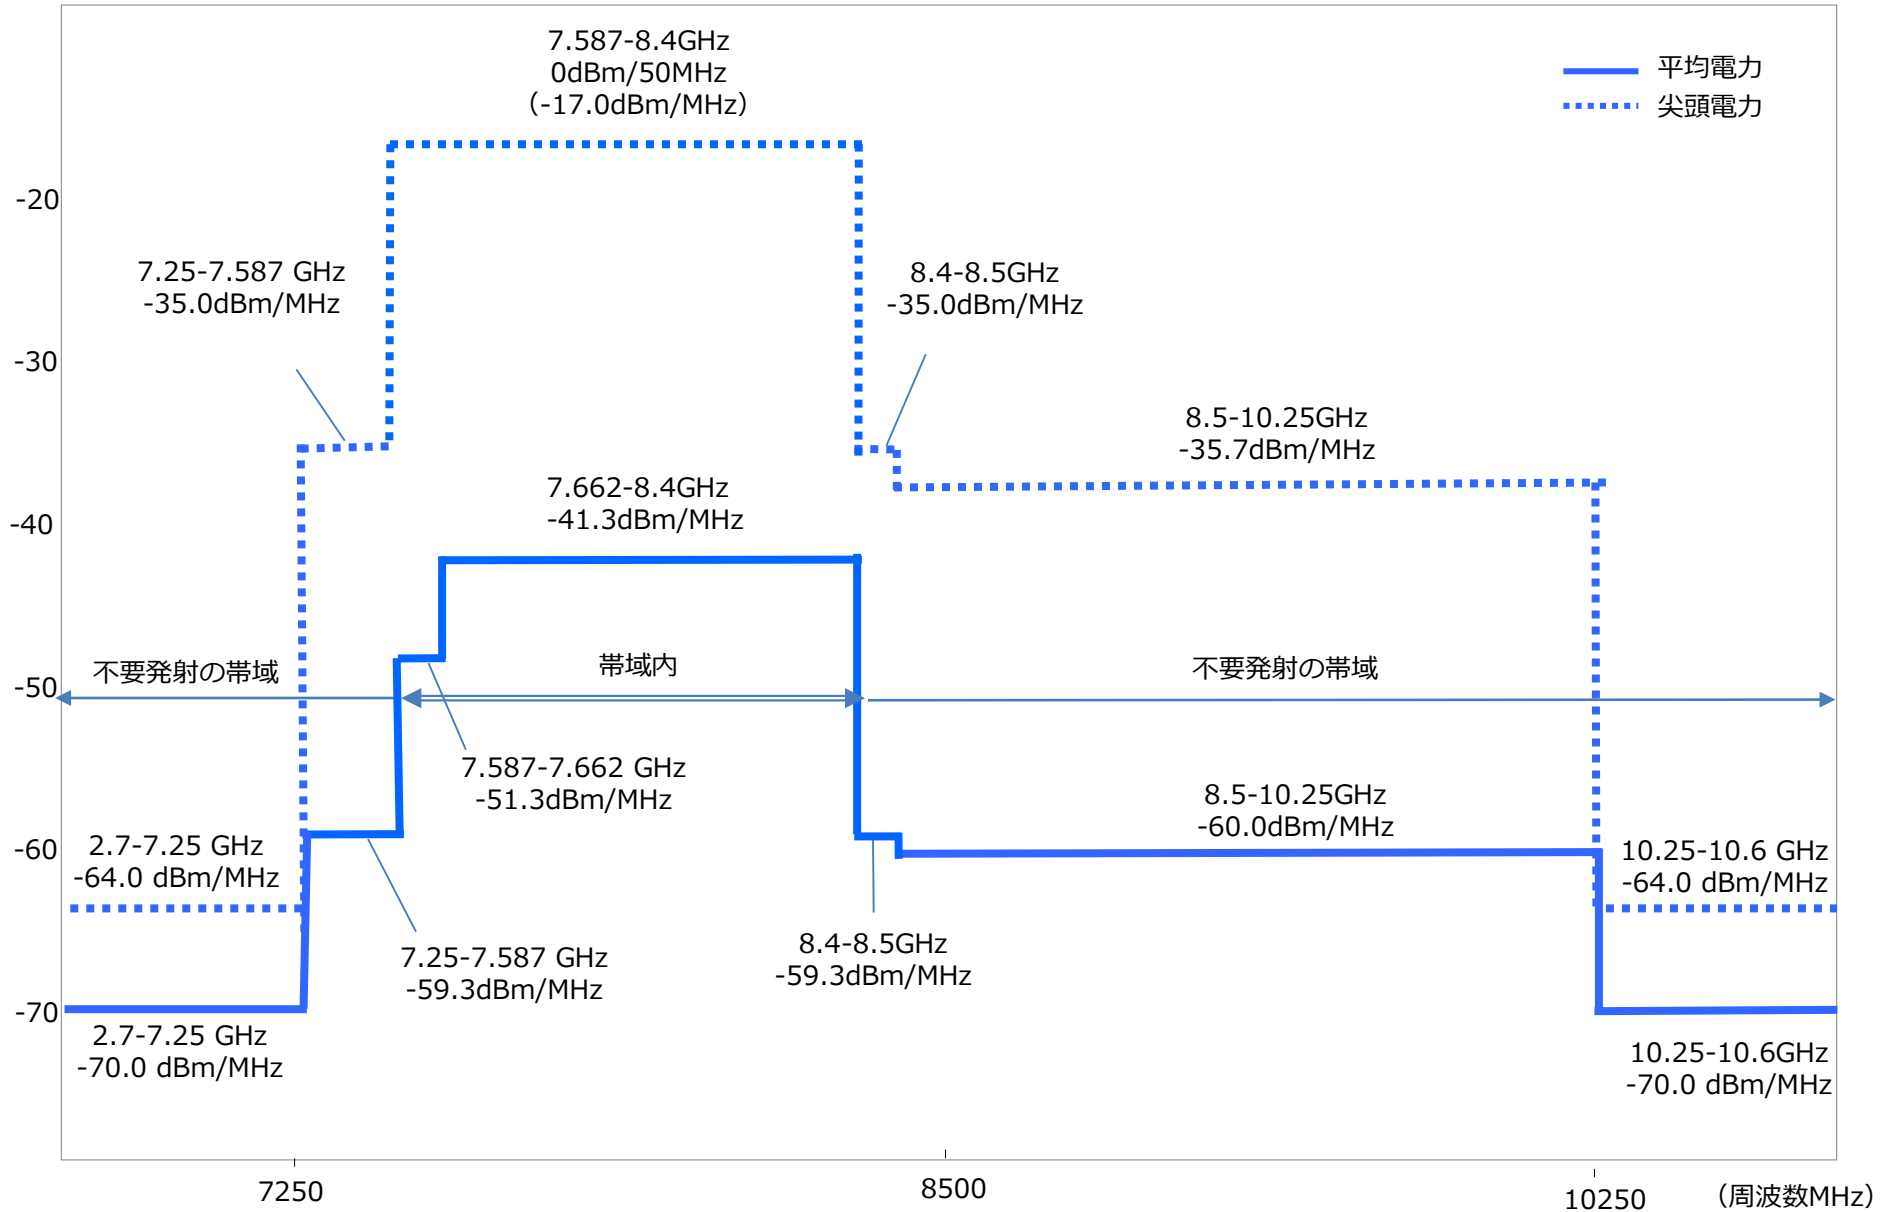 7.587-8.4GHz
0dBm/50MHz
（-17.0dBm/MHz）
平均電力
尖頭電力
-20
7.25-7.587 GHz
-35.0dBm/MHz
8.4-8.5GHz
-35.0dBm/MHz
-30
8.5-10.25GHz
-35.7dBm/MHz
7.662-8.4GHz
-41.3dBm/MHz
-40
不要発射の帯域
帯域内
不要発射の帯域
-50
7.587-7.662 GHz
-51.3dBm/MHz
8.5-10.25GHz
-60.0dBm/MHz
2.7-7.25 GHz
-64.0 dBm/MHz
-60
10.25-10.6 GHz
-64.0 dBm/MHz
7.25-7.587 GHz
-59.3dBm/MHz
8.4-8.5GHz
-59.3dBm/MHz
-70
2.7-7.25 GHz
-70.0 dBm/MHz
10.25-10.6GHz
-70.0 dBm/MHz
7250
8500
10250
（周波数MHz）